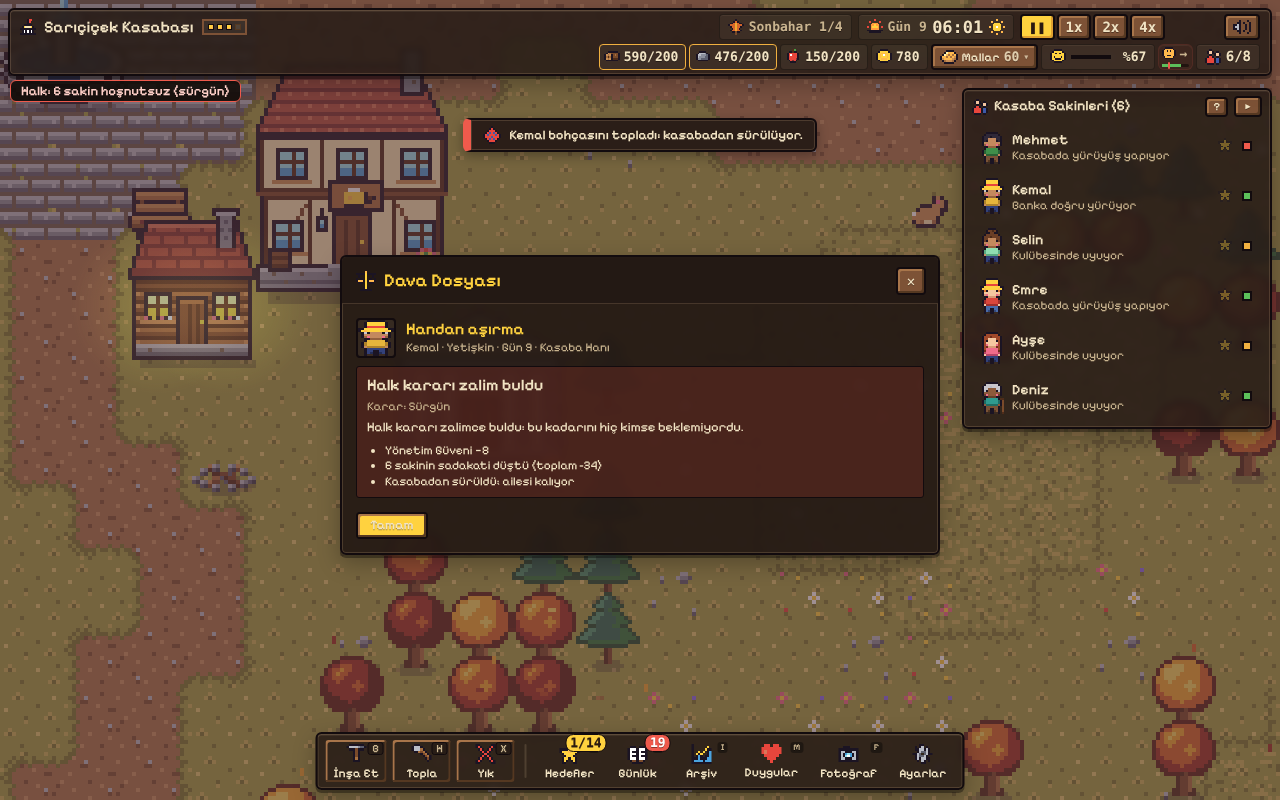 Sarıçiçek Kasabası
Sonbahar 1/4
Gün 9 06:01
1x
2x
4x
590/200
476/200
150/200
780
Mallar 60
%67
6/8
Halk: 6 sakin hoşnutsuz (sürgün)
Kemal bohçasını topladı: kasabadan sürülüyor.
Kasaba Sakinleri (6)
?
Mehmet
Kasabada yürüyüş yapıyor
Kemal
Banka doğru yürüyor
Selin
Kulübesinde uyuyor
Emre
Kasabada yürüyüş yapıyor
Ayşe
Kulübesinde uyuyor
Deniz
Kulübesinde uyuyor
Dava Dosyası
×
Handan aşırma
Kemal · Yetişkin · Gün 9 · Kasaba Hanı
Halk kararı zalim buldu
Karar: Sürgün
Halk kararı zalimce buldu: bu kadarını hiç kimse beklemiyordu.
• Yönetim Güveni -8
• 6 sakinin sadakati düştü (toplam -34)
• Kasabadan sürüldü; ailesi kalıyor
Tamam
G
H
X
1/14
19
I
M
F
İnşa Et
Topla
Yık
Hedefler
Günlük
Arşiv
Duygular
Fotoğraf
Ayarlar